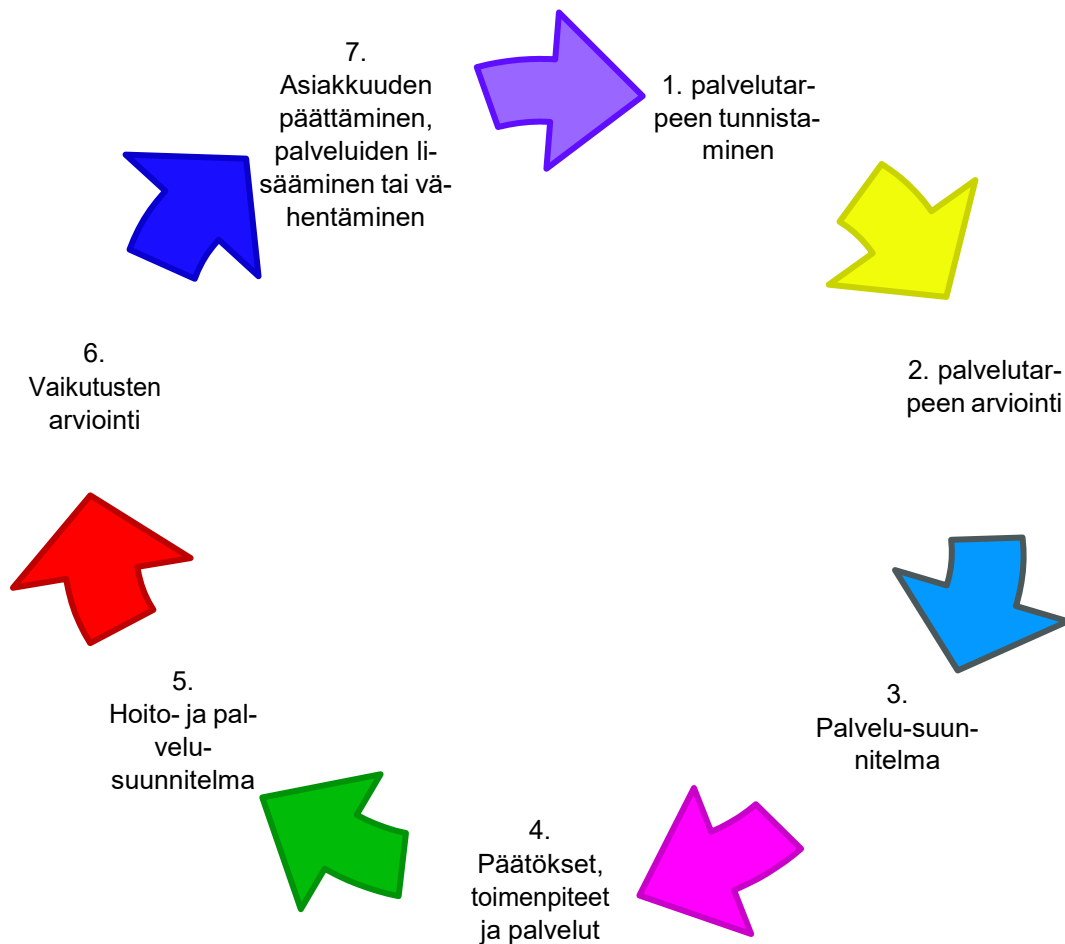 1. palvelutar-
peen tunnista-
minen
2. palvelutar-
peen arviointi
3.
Palvelu-suun-
nitelma
4.
Päätökset,
toimenpiteet
ja palvelut
5.
Hoito- ja pal-
velu-
suunnitelma
6.
Vaikutusten
arviointi
7.
Asiakkuuden
päättäminen,
palveluiden li-
sääminen tai vä-
hentäminen